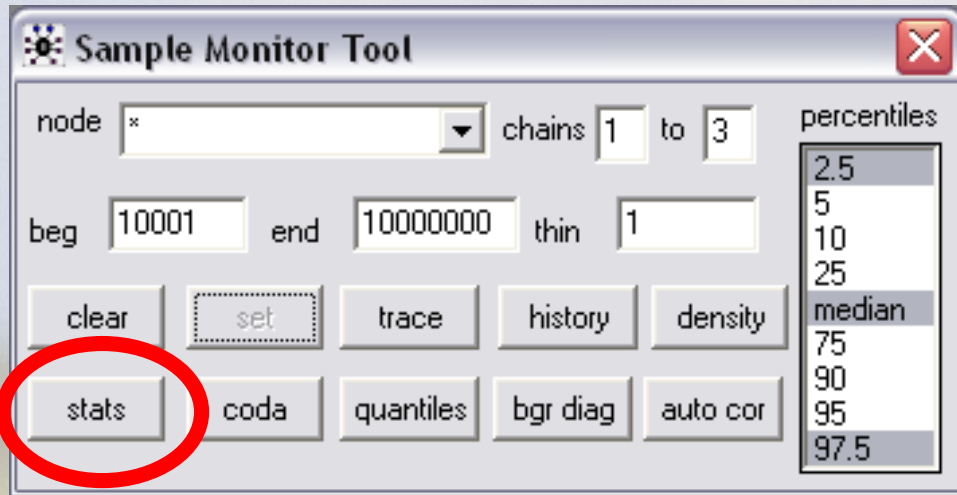 Sample Monitor Tool
node * chains 1 to 3
percentiles
beg 10001 end 10000000 thin 1
clear set trace history density
stats coda quantiles bgr diag auto cor
2.5
5
10
25
median
75
90
95
97.5